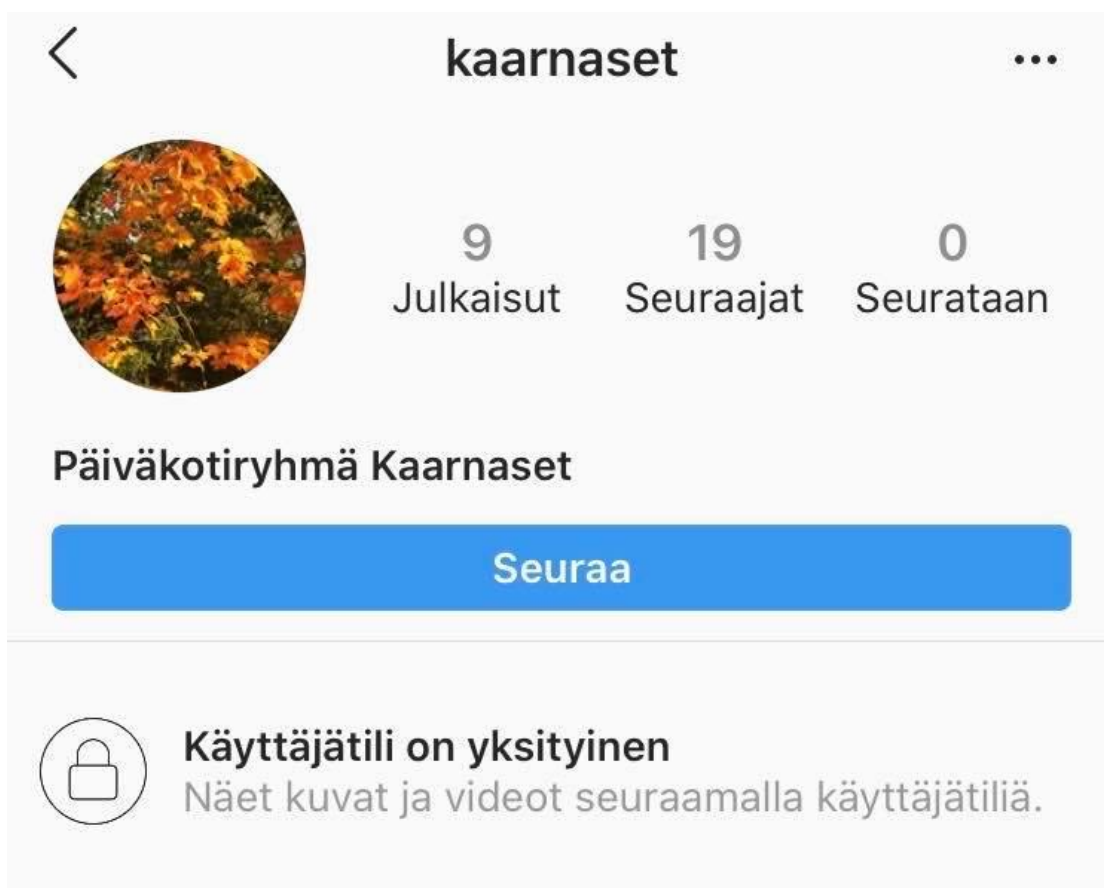 kaarnaset
9 19 0
Julkaisut Seuraajat Seurataan
Päiväkotiryhmä Kaarnaset
Seuraa
Käyttäjätili on yksityinen
Näet kuvat ja videot seuraamalla käyttäjätiliä.